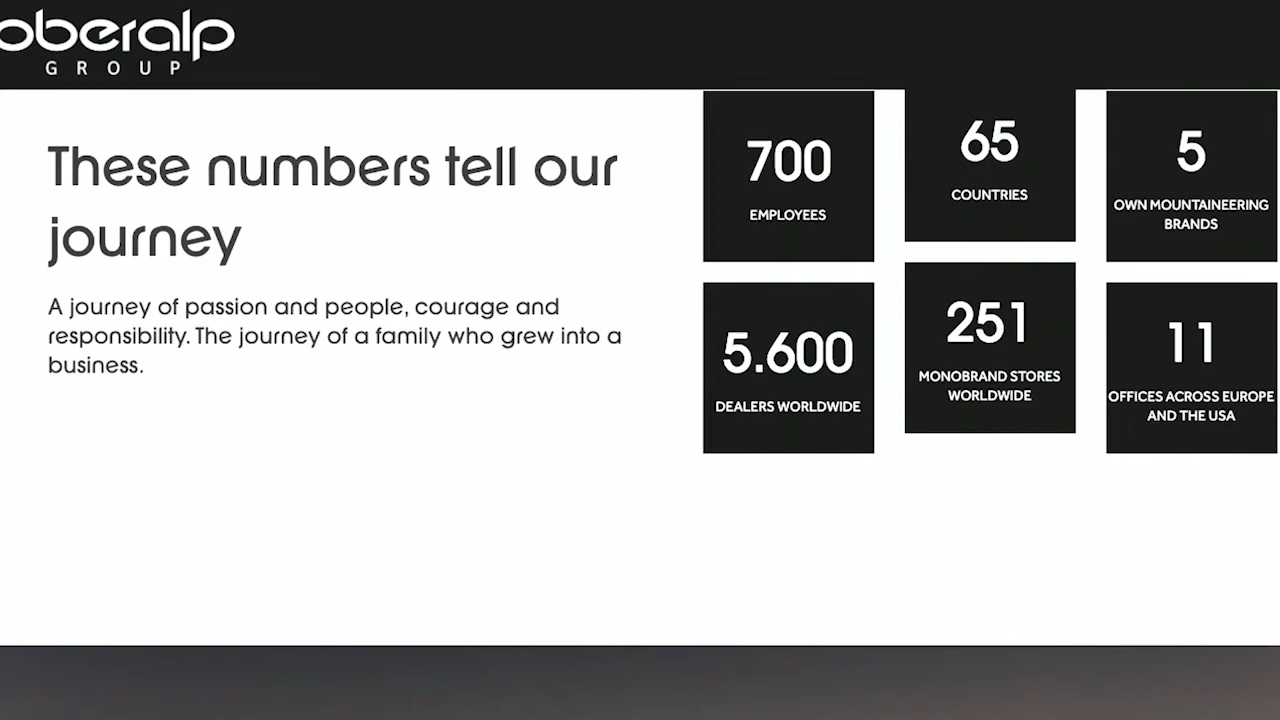 oberalp
GROUP
These numbers tell our
journey
A journey of passion and people, courage and
responsibility. The journey of a family who grew into a
business.
700
EMPLOYEES
65
COUNTRIES
5
OWN MOUNTAINEERING
BRANDS
5.600
DEALERS WORLDWIDE
251
MONOBRAND STORES
WORLDWIDE
11
OFFICES ACROSS EUROPE
AND THE USA